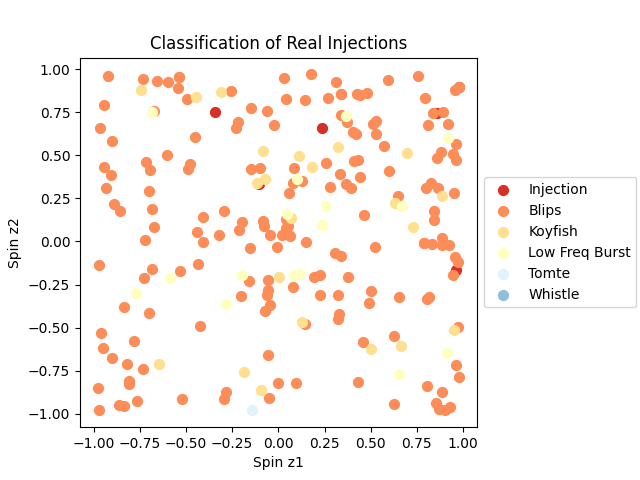 Classification of Real Injections
1.00
0.75
0.50
0.25
0.00
−0.25
−0.50
−0.75
−1.00
Spin z2
−1.00 −0.75 −0.50 −0.25 0.00 0.25 0.50 0.75 1.00
Spin z1
Injection
Blips
Koyfish
Low Freq Burst
Tomte
Whistle